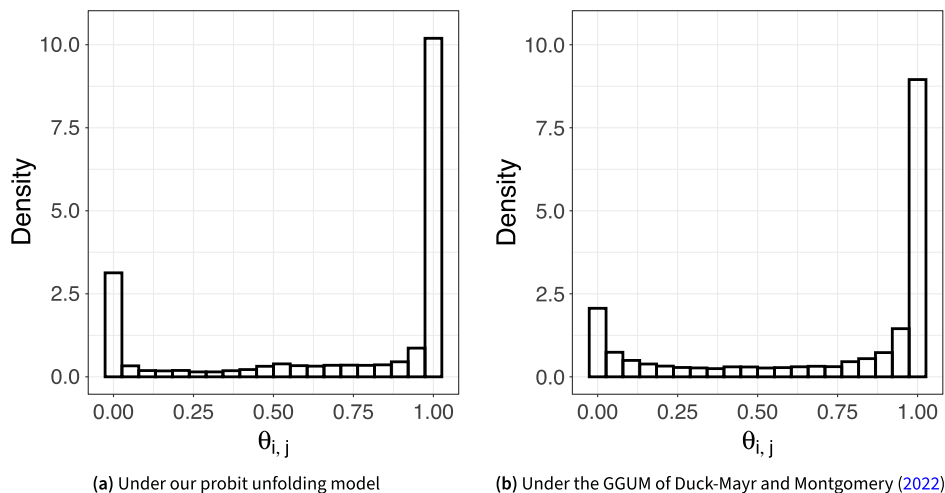 10.0
7.5
5.0
2.5
0.0
Density
0.00 0.25 0.50 0.75 1.00
θi, j
(a) Under our probit unfolding model
10.0
7.5
5.0
2.5
0.0
Density
0.00 0.25 0.50 0.75 1.00
θi, j
(b) Under the GGUM of Duck-Mayr and Montgomery (2022)